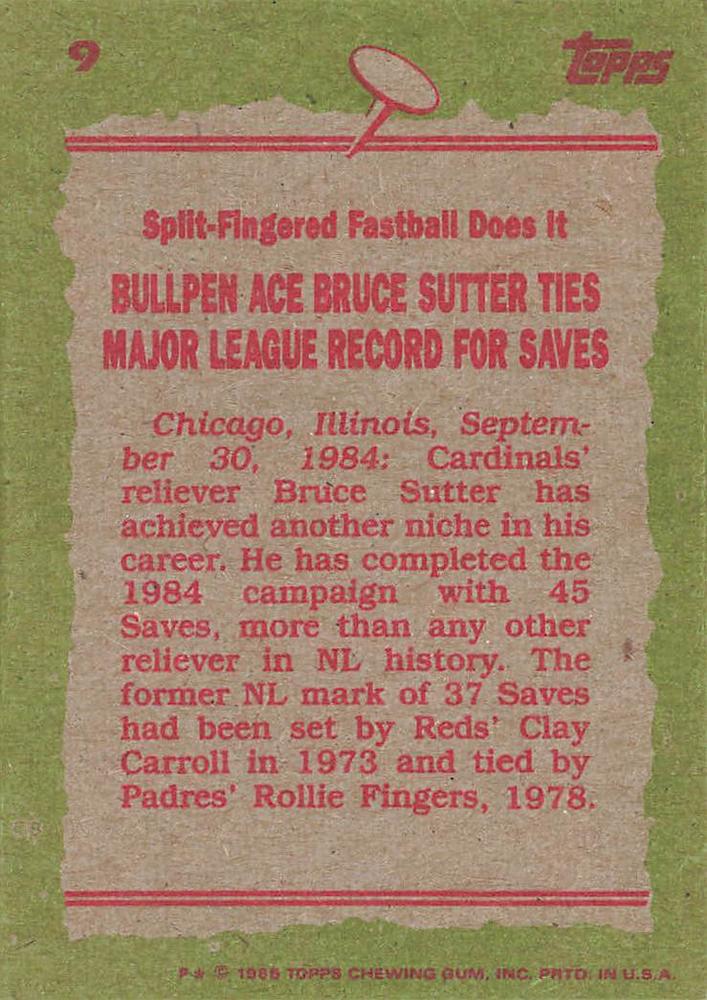 9
topps
Split-Fingered Fastball Does It
BULLPEN ACE BRUCE SUTTER TIES
MAJOR LEAGUE RECORD FOR SAVES
Chicago, Illinois, Septem-
ber 30, 1984: Cardinals'
reliever Bruce Sutter has
achieved another niche in his
career. He has completed the
1984 campaign with 45
Saves, more than any other
reliever in NL history. The
former NL mark of 37 Saves
had been set by Reds' Clay
Carroll in 1973 and tied by
Padres' Rollie Fingers, 1978.
F* © 1985 TOPPS CHEWING GUM, INC. PRTD. IN U.S.A.